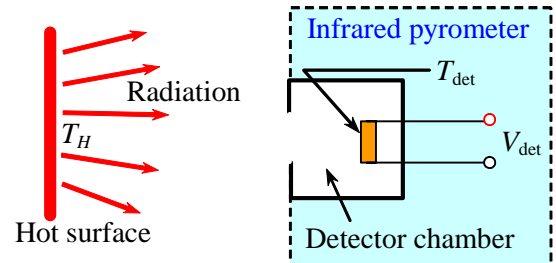 Infrared pyrometer
T_det
Radiation
T_H
V_det
Hot surface
Detector chamber